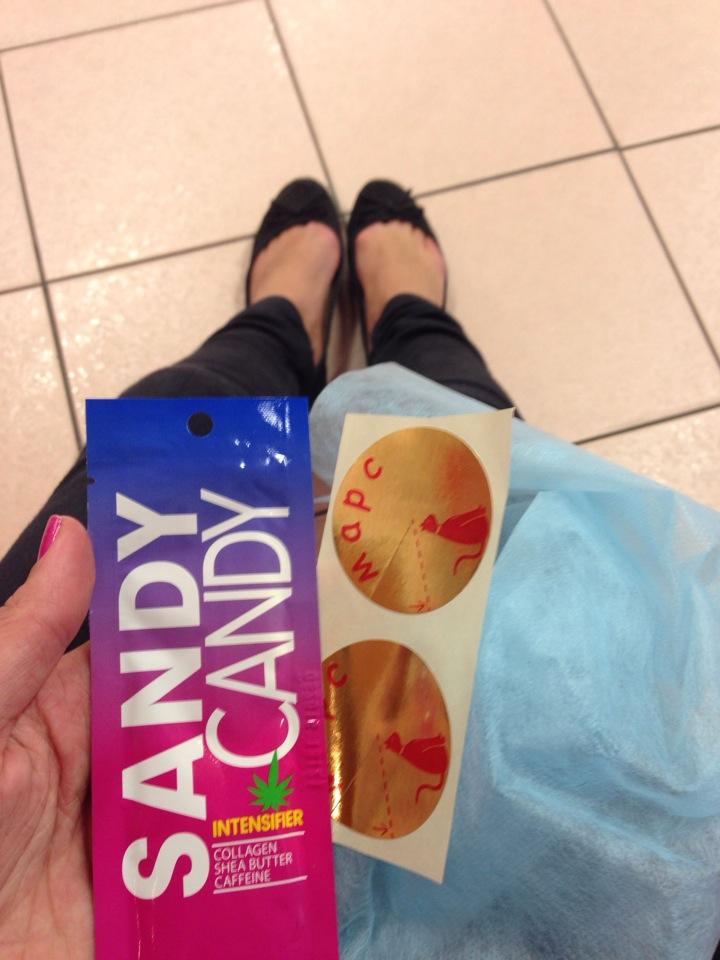 SANDY
CANDY
INTENSIFIER
COLLAGEN
SHEA BUTTER
CAFFEINE
марс